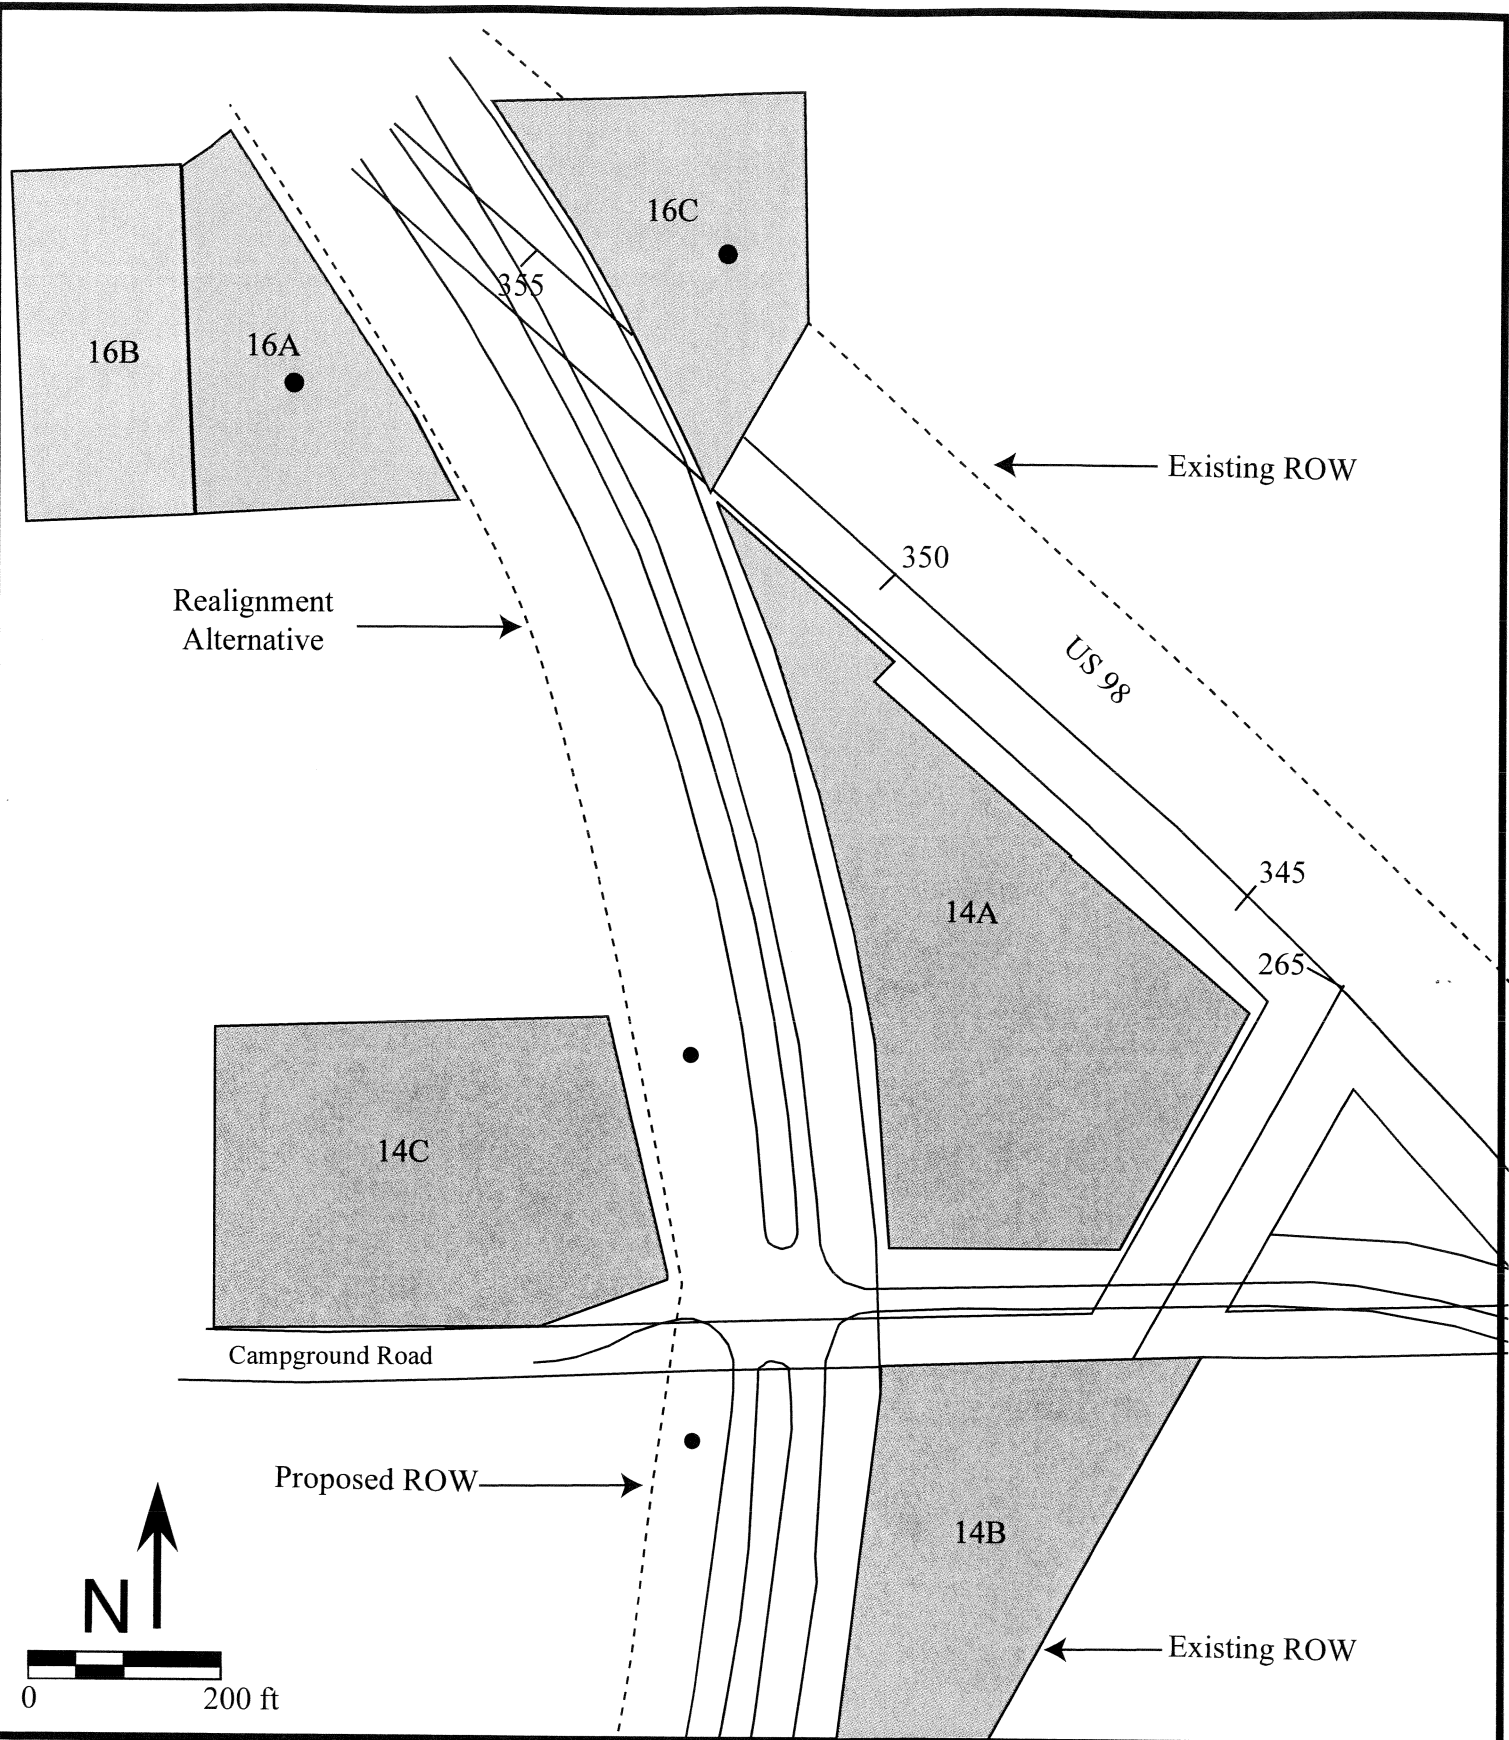 16C
355
16B
16A
Existing ROW
350
Realignment
Alternative
US 98
345
14A
265
14C
Campground Road
Proposed ROW
14B
N
Existing ROW
0 200 ft